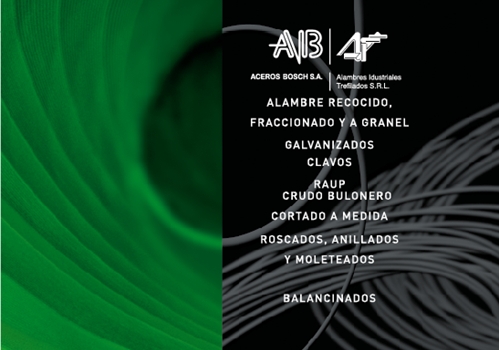 AB
ACEROS BOSCH S.A.
Alambres Idustriales
Trefilados S.R.L.
ALAMBRE RECOCIDO,
FRACCIONADO Y A GRANEL
GALVANIZADOS
CLAVOS
RAUP
CRUDO BULONERO
CORTADO A MEDIDA
ROSCADOS, ANILLADOS
Y MOLETEADOS
BALANCINADOS